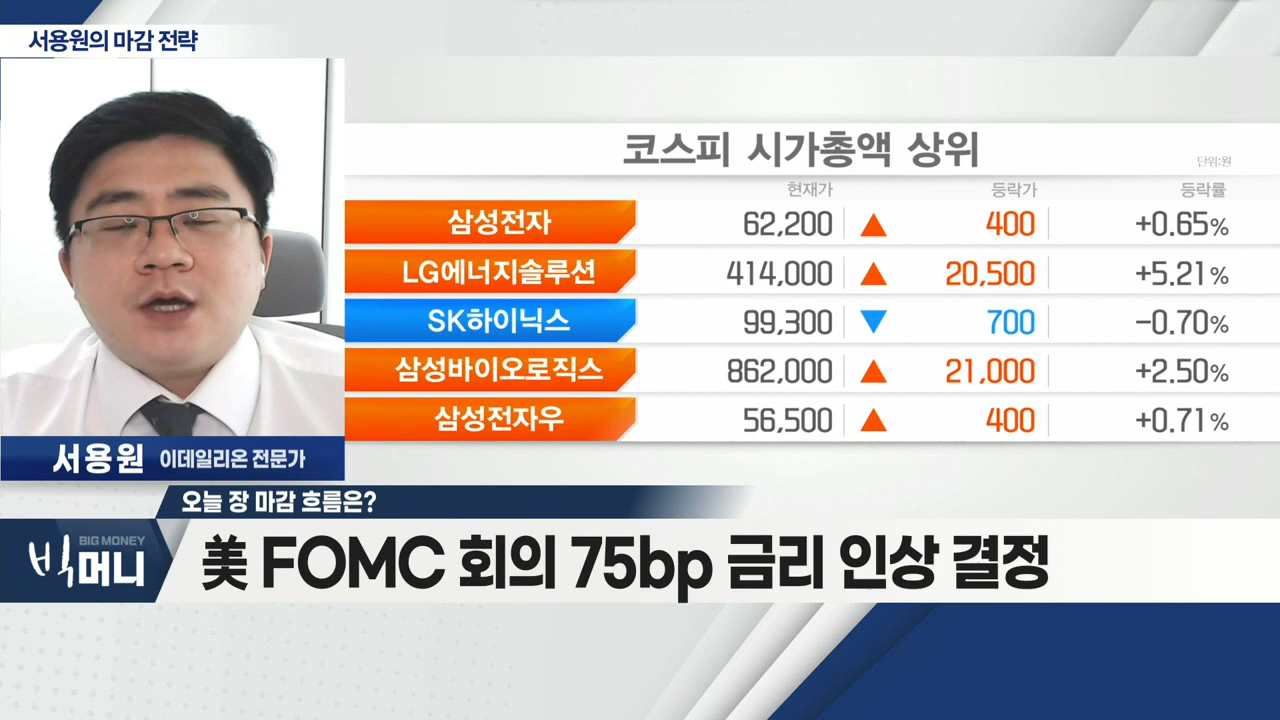 서용원의 마감 전략
코스피 시가총액 상위
단위:원
현재가 등락가 등락률
삼성전자 62,200 ▲ 400 +0.65%
LG에너지솔루션 414,000 ▲ 20,500 +5.21%
SK하이닉스 99,300 ▼ 700 -0.70%
삼성바이오로직스 862,000 ▲ 21,000 +2.50%
삼성전자우 56,500 ▲ 400 +0.71%
서용원 이데일리온 전문가
오늘 장 마감 흐름은?
BIG MONEY
빅머니
美 FOMC 회의 75bp 금리 인상 결정